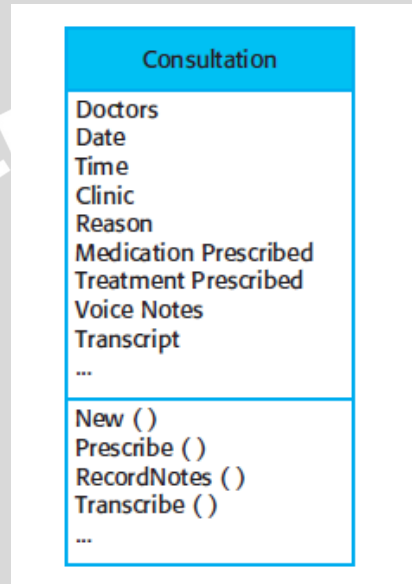 Consultation
Doctors
Date
Time
Clinic
Reason
Medication Prescribed
Treatment Prescribed
Voice Notes
Transcript
...
New ( )
Prescribe ( )
RecordNotes ( )
Transcribe ( )
...